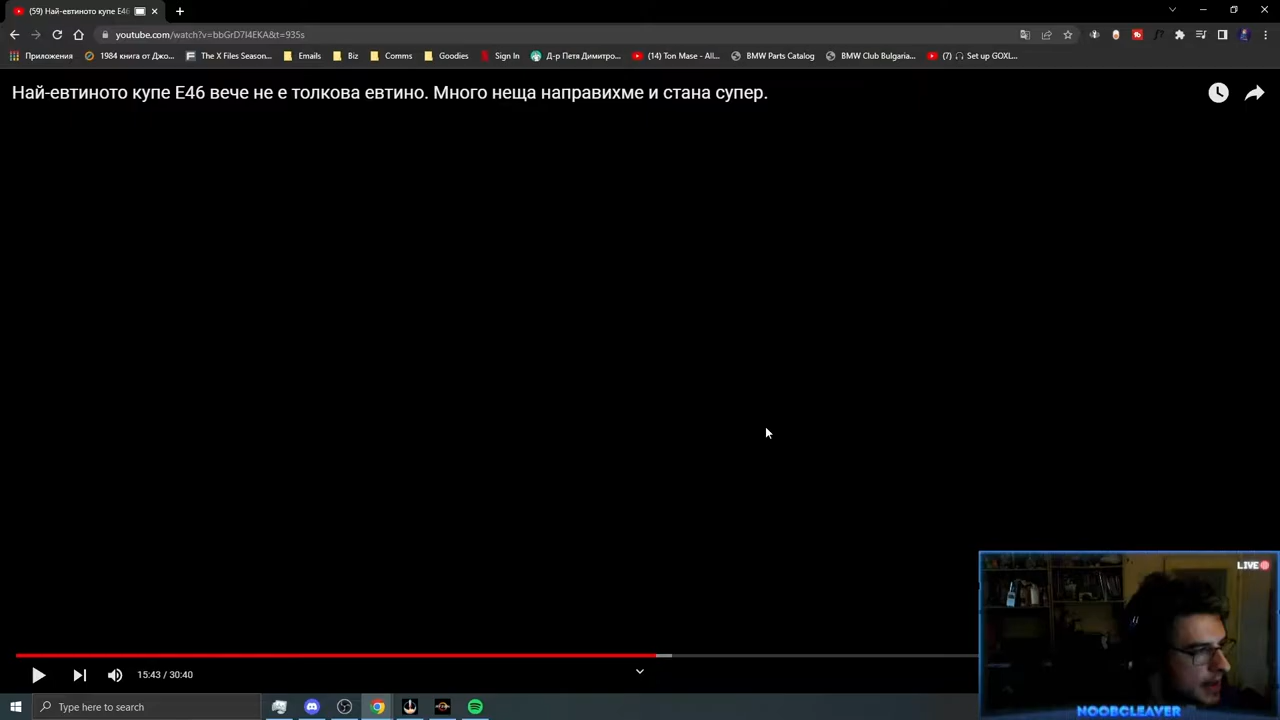 (59) Най-евтиното купе E46
youtube.com/watch?v=bbGrD7I4EKA&t=935s
Приложения
1984 книга от Джо...
The X Files Season...
Emails
Biz
Comms
Goodies
Sign In
Д-р Петя Димитро...
(14) Ton Mase - All...
BMW Parts Catalog
BMW Club Bulgaria...
(7) 🎧 Set up GOXL...
Най-евтиното купе E46 вече не е толкова евтино. Много неща направихме и стана супер.
LIVE
15:43 / 30:40
Type here to search
NOOBCLEAVER